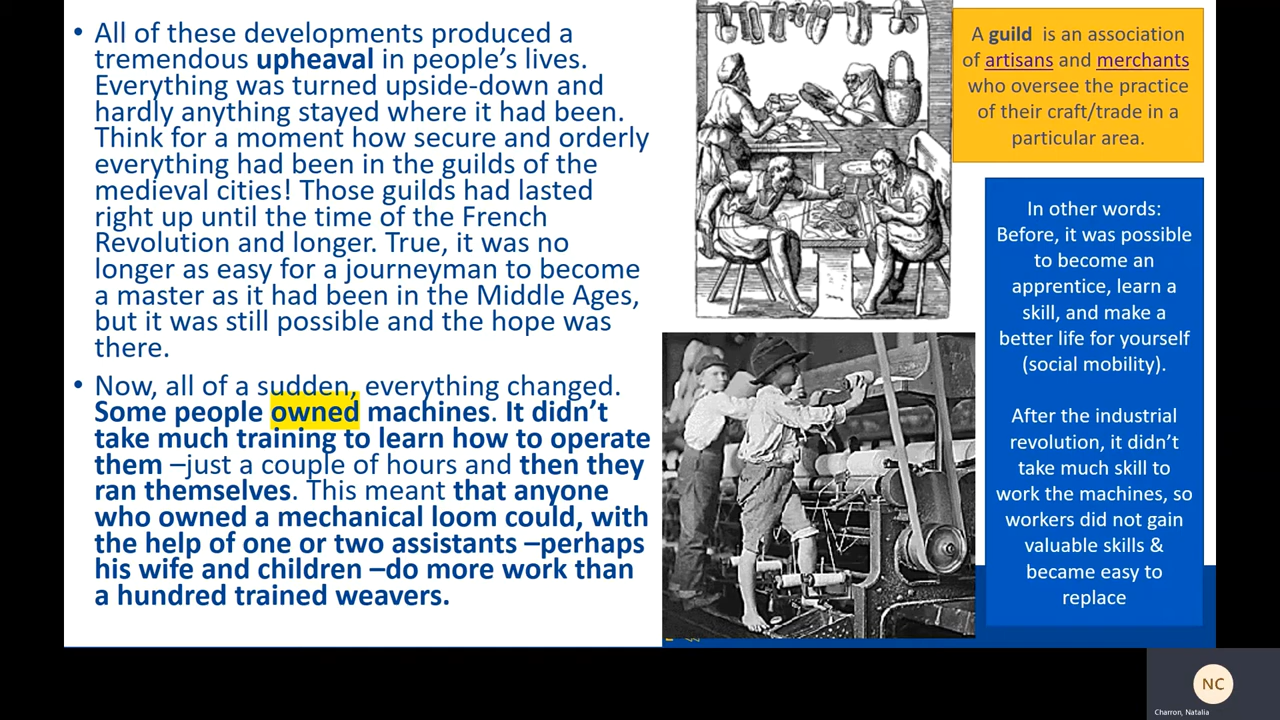 • All of these developments produced a
tremendous upheaval in people's lives.
Everything was turned upside-down and
hardly anything stayed where it had been.
Think for a moment how secure and orderly
everything had been in the guilds of the
medieval cities! Those guilds had lasted
right up until the time of the French
Revolution and longer. True, it was no
longer as easy for a journeyman to become
a master as it had been in the Middle Ages,
but it was still possible and the hope was
there.
• Now, all of a sudden, everything changed.
Some people owned machines. It didn't
take much training to learn how to operate
them –just a couple of hours and then they
ran themselves. This meant that anyone
who owned a mechanical loom could, with
the help of one or two assistants –perhaps
his wife and children –do more work than
a hundred trained weavers.
A guild is an association
of artisans and merchants
who oversee the practice
of their craft/trade in a
particular area.
In other words:
Before, it was possible
to become an
apprentice, learn a
skill, and make a
better life for yourself
(social mobility).
After the industrial
revolution, it didn't
take much skill to
work the machines, so
workers did not gain
valuable skills &
became easy to
replace
NC
Charron, Natalia